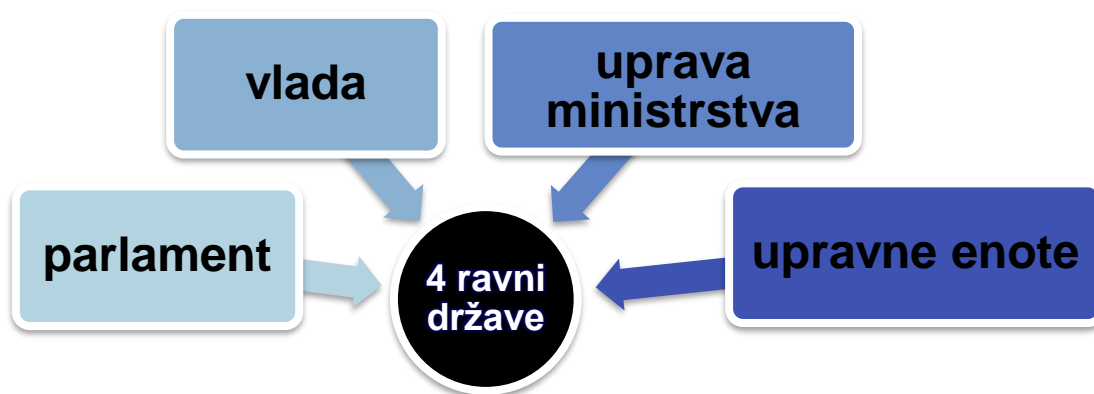 parlament
vlada
uprava
ministrstva
upravne enote
4 ravni
države